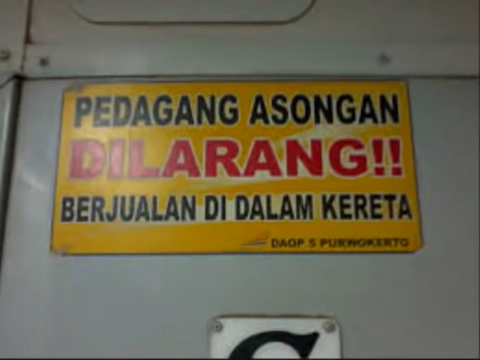 PEDAGANG ASONGAN
DILARANG!!
BERJUALAN DI DALAM KERETA
DAOP 5 PURWOKERTO